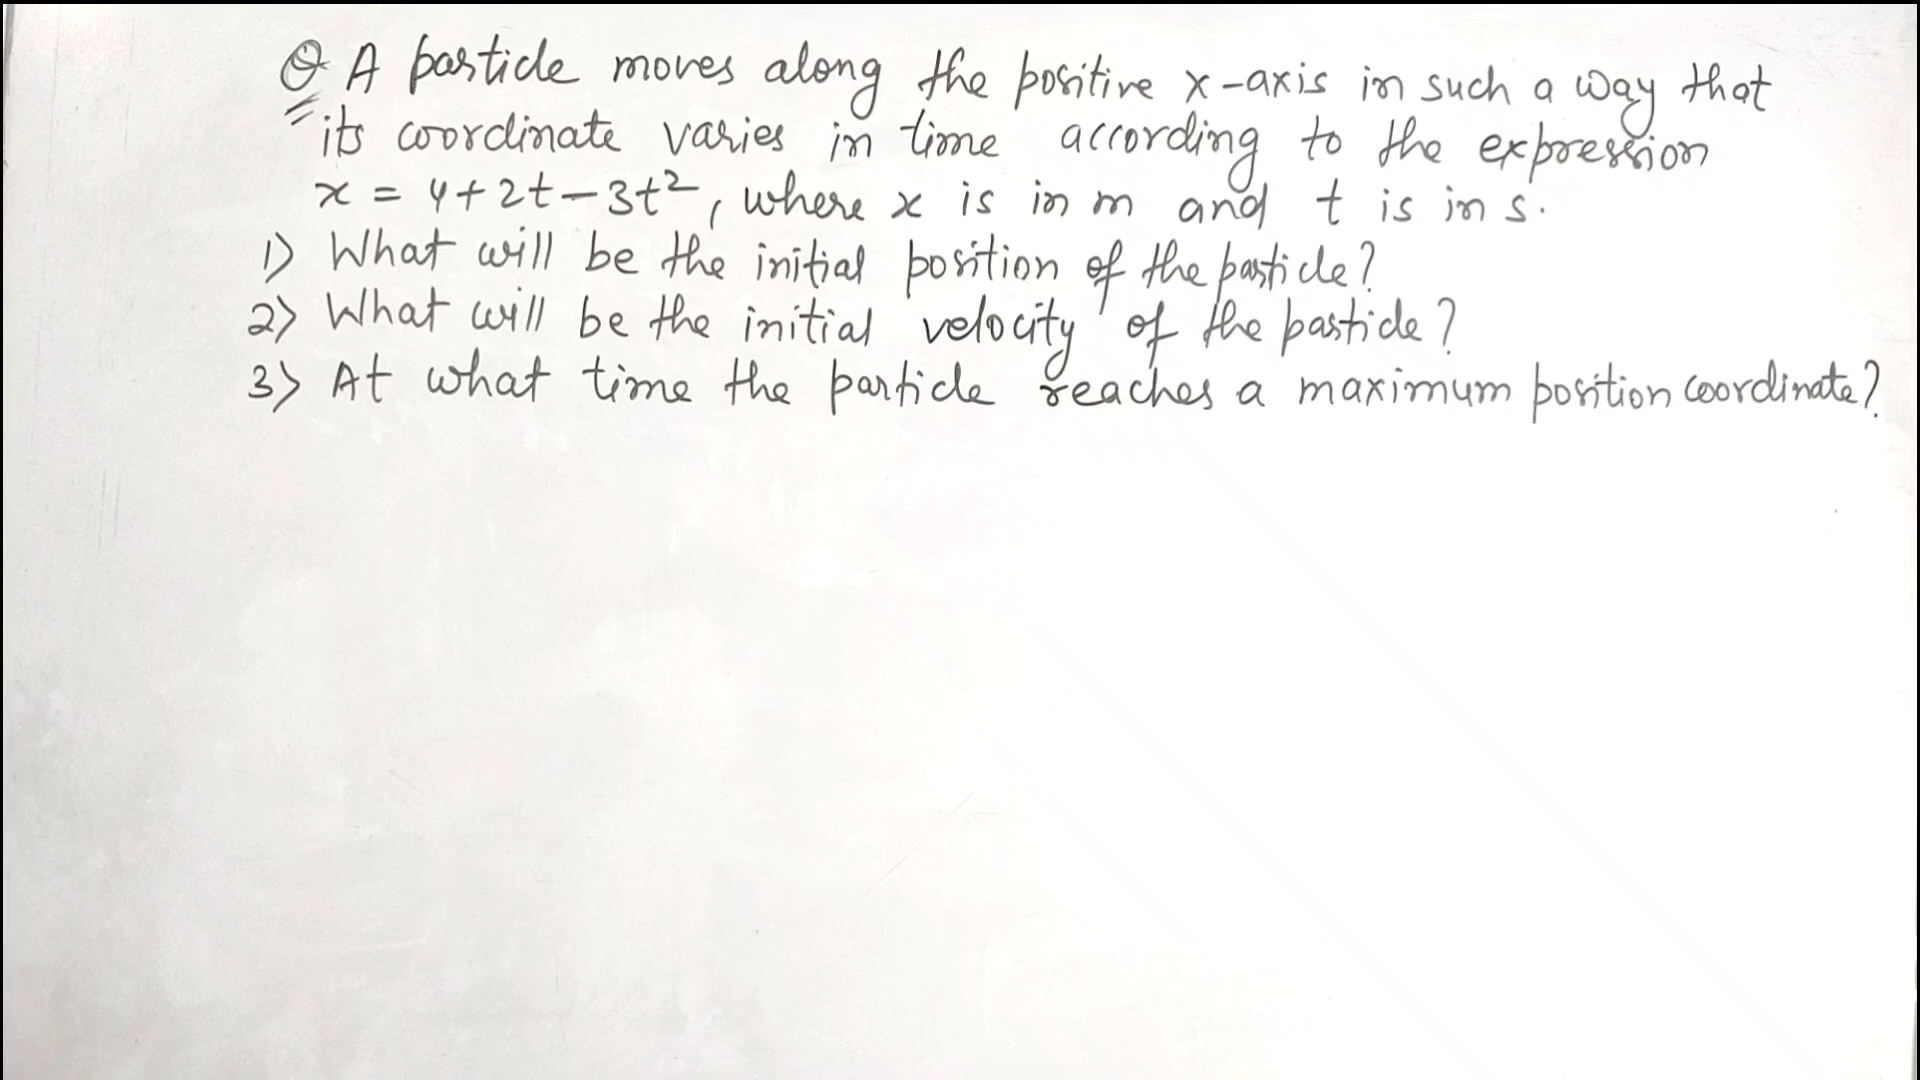 Q A particle moves along the positive x-axis in such a way that
its coordinate varies in time according to the expression
x = 4+2t-3t², where x is in m and t is in s.
1) What will be the initial position of the particle?
2) What will be the initial velocity of the particle?
3) At what time the particle reaches a maximum position coordinate?